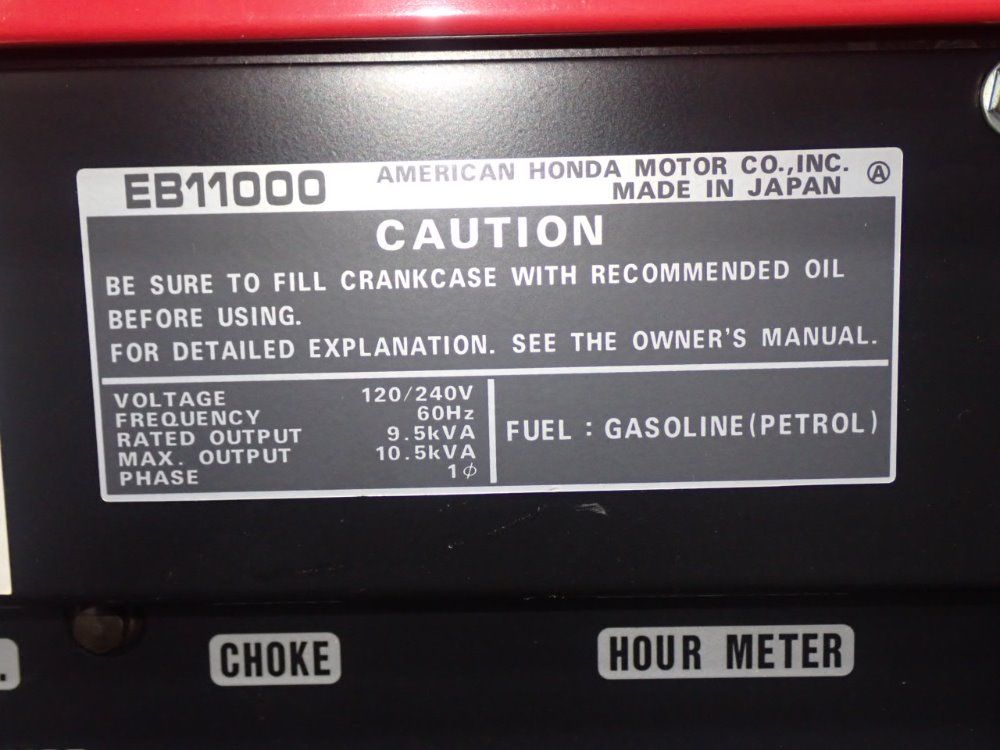 EB11000
AMERICAN HONDA MOTOR CO.,INC.
MADE IN JAPAN
Ⓐ
CAUTION
BE SURE TO FILL CRANKCASE WITH RECOMMENDED OIL
BEFORE USING.
FOR DETAILED EXPLANATION. SEE THE OWNER'S MANUAL.
VOLTAGE 120/240V
FREQUENCY 60Hz
RATED OUTPUT 9.5kVA
MAX. OUTPUT 10.5kVA
PHASE 1ϕ
FUEL : GASOLINE(PETROL)
CHOKE
HOUR METER